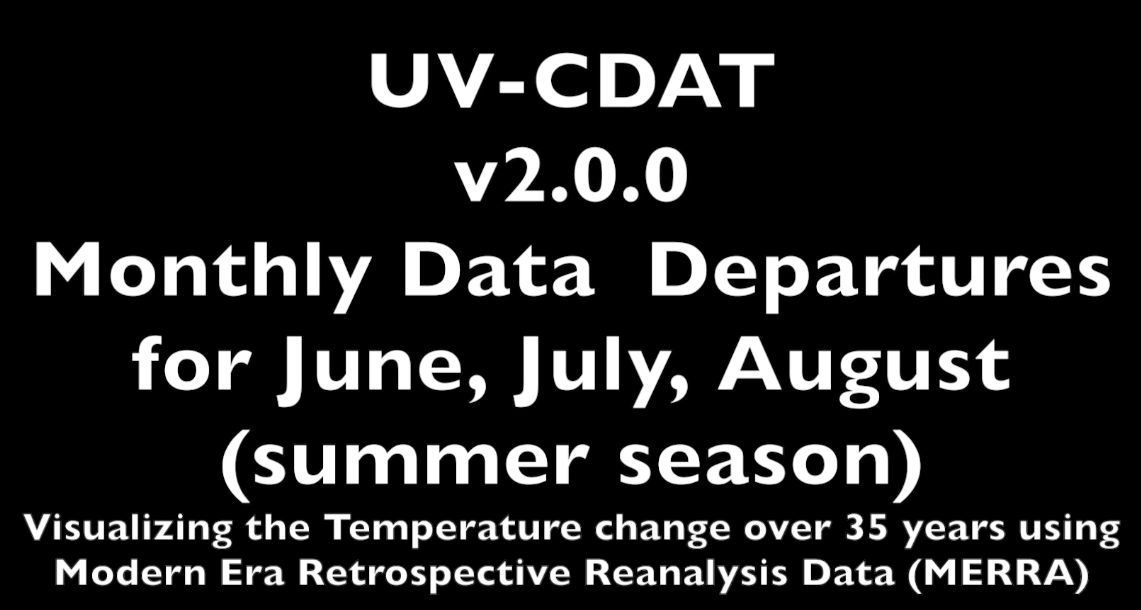 UV-CDAT
v2.0.0
Monthly Data Departures
for June, July, August
(summer season)
Visualizing the Temperature change over 35 years using
Modern Era Retrospective Reanalysis Data (MERRA)